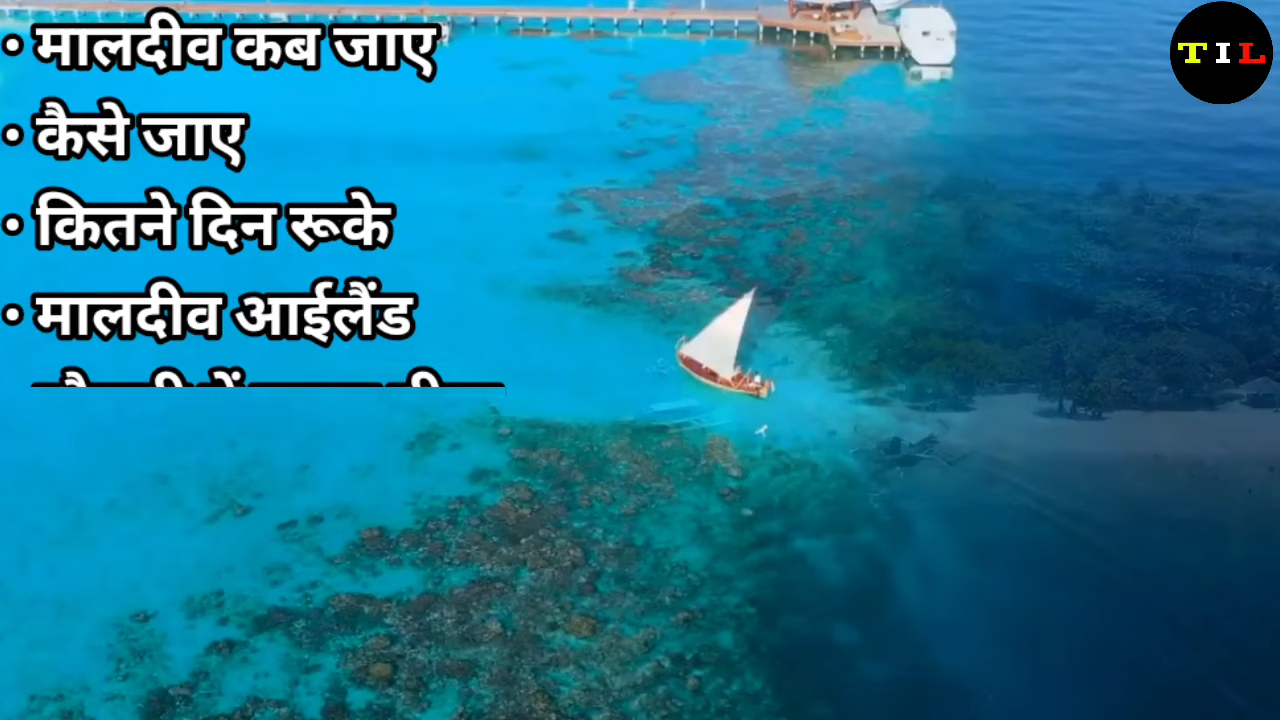 • मालदीव कब जाए
• कैसे जाए
• कितने दिन रूके
• मालदीव आईलैंड
TIL